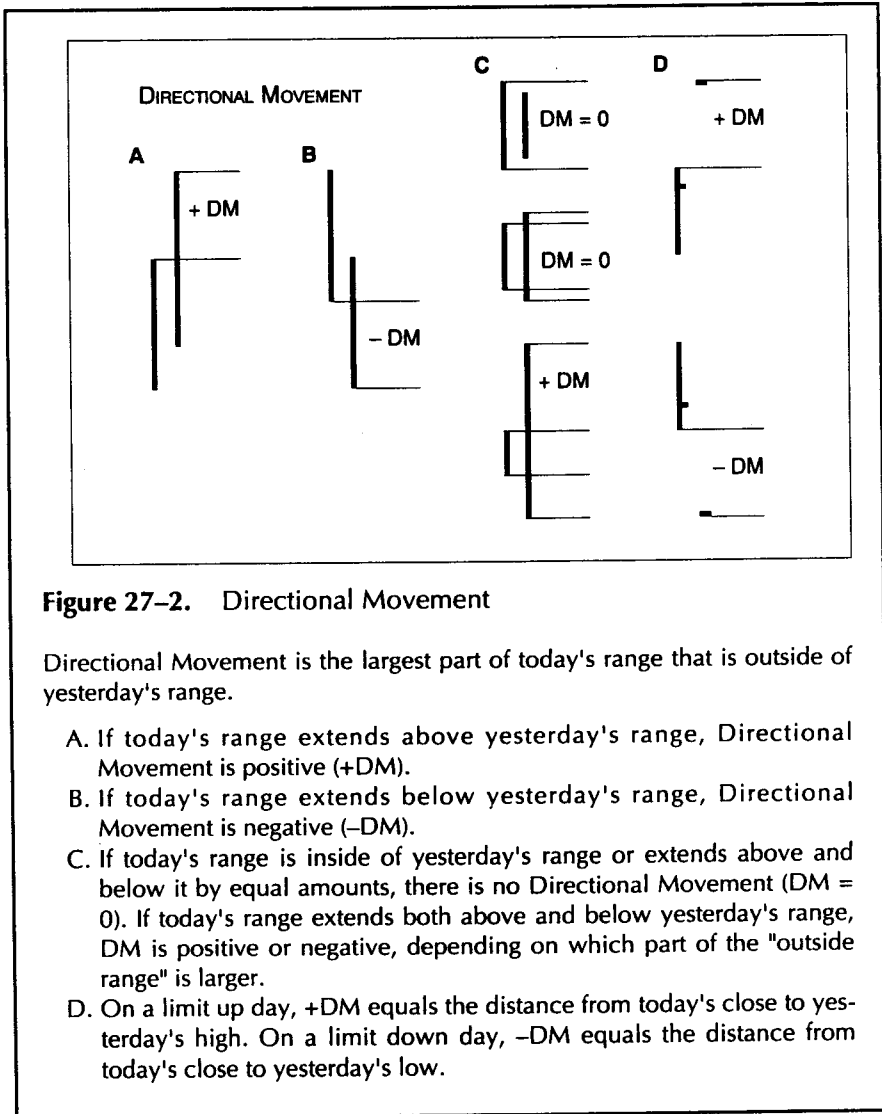 DIRECTIONAL MOVEMENT
A
+ DM
B
– DM
C
DM = 0
DM = 0
+ DM
D
+ DM
– DM
Figure 27–2. Directional Movement
Directional Movement is the largest part of today's range that is outside of
yesterday's range.
A. If today's range extends above yesterday's range, Directional
Movement is positive (+DM).
B. If today's range extends below yesterday's range, Directional
Movement is negative (–DM).
C. If today's range is inside of yesterday's range or extends above and
below it by equal amounts, there is no Directional Movement (DM =
0). If today's range extends both above and below yesterday's range,
DM is positive or negative, depending on which part of the "outside
range" is larger.
D. On a limit up day, +DM equals the distance from today's close to yes-
terday's high. On a limit down day, –DM equals the distance from
today's close to yesterday's low.